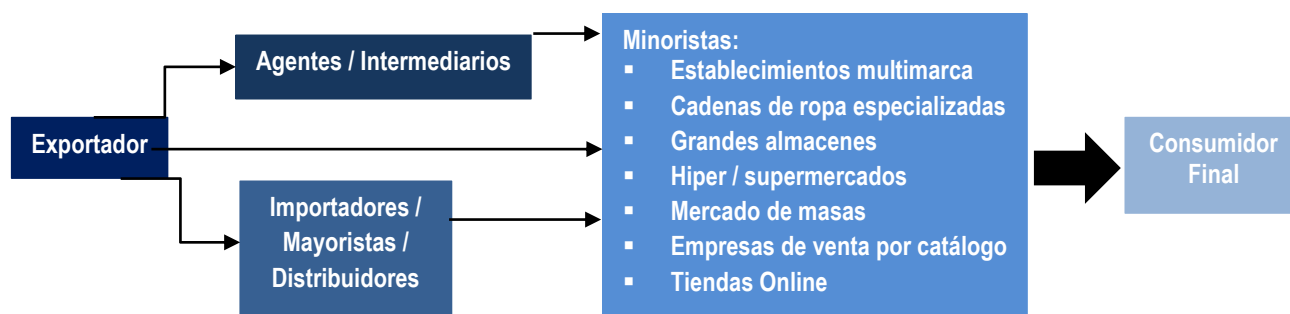 Exportador
Agentes / Intermediarios
Importadores /
Mayoristas /
Distribuidores
Minoristas:
▪ Establecimientos multimarca
▪ Cadenas de ropa especializadas
▪ Grandes almacenes
▪ Hiper / supermercados
▪ Mercado de masas
▪ Empresas de venta por catálogo
▪ Tiendas Online
Consumidor
Final